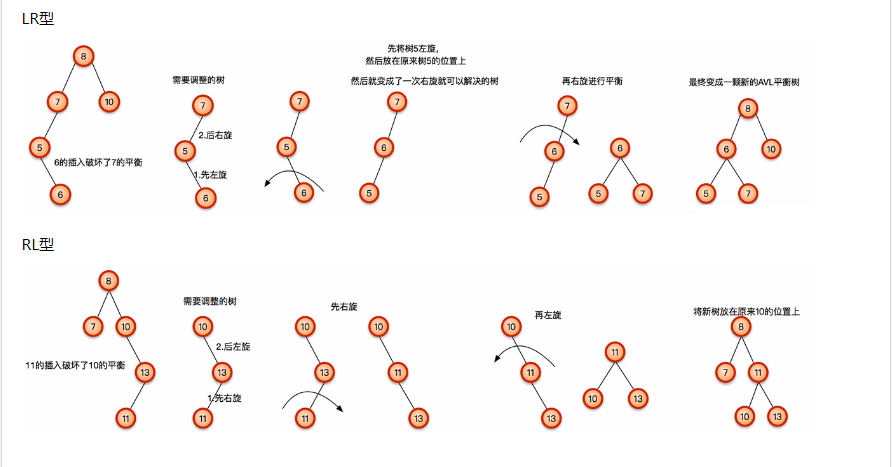 LR型
先将树5左旋，
然后放在原来树5的位置上
需要调整的树
然后就变成了一次右旋就可以解决的树
再右旋进行平衡
最终变成一颗新的AVL平衡树
8
7
10
5
6
6的插入破坏了7的平衡
7
2.后右旋
5
1.先左旋
6
7
5
6
7
6
5
7
6
5
6
5
7
8
6
10
5
7
RL型
8
7
10
13
11
11的插入破坏了10的平衡
需要调整的树
10
2.后左旋
13
1.先右旋
11
先右旋
10
13
11
10
11
13
再左旋
10
11
13
11
10
13
将新树放在原来10的位置上
8
7
11
10
13